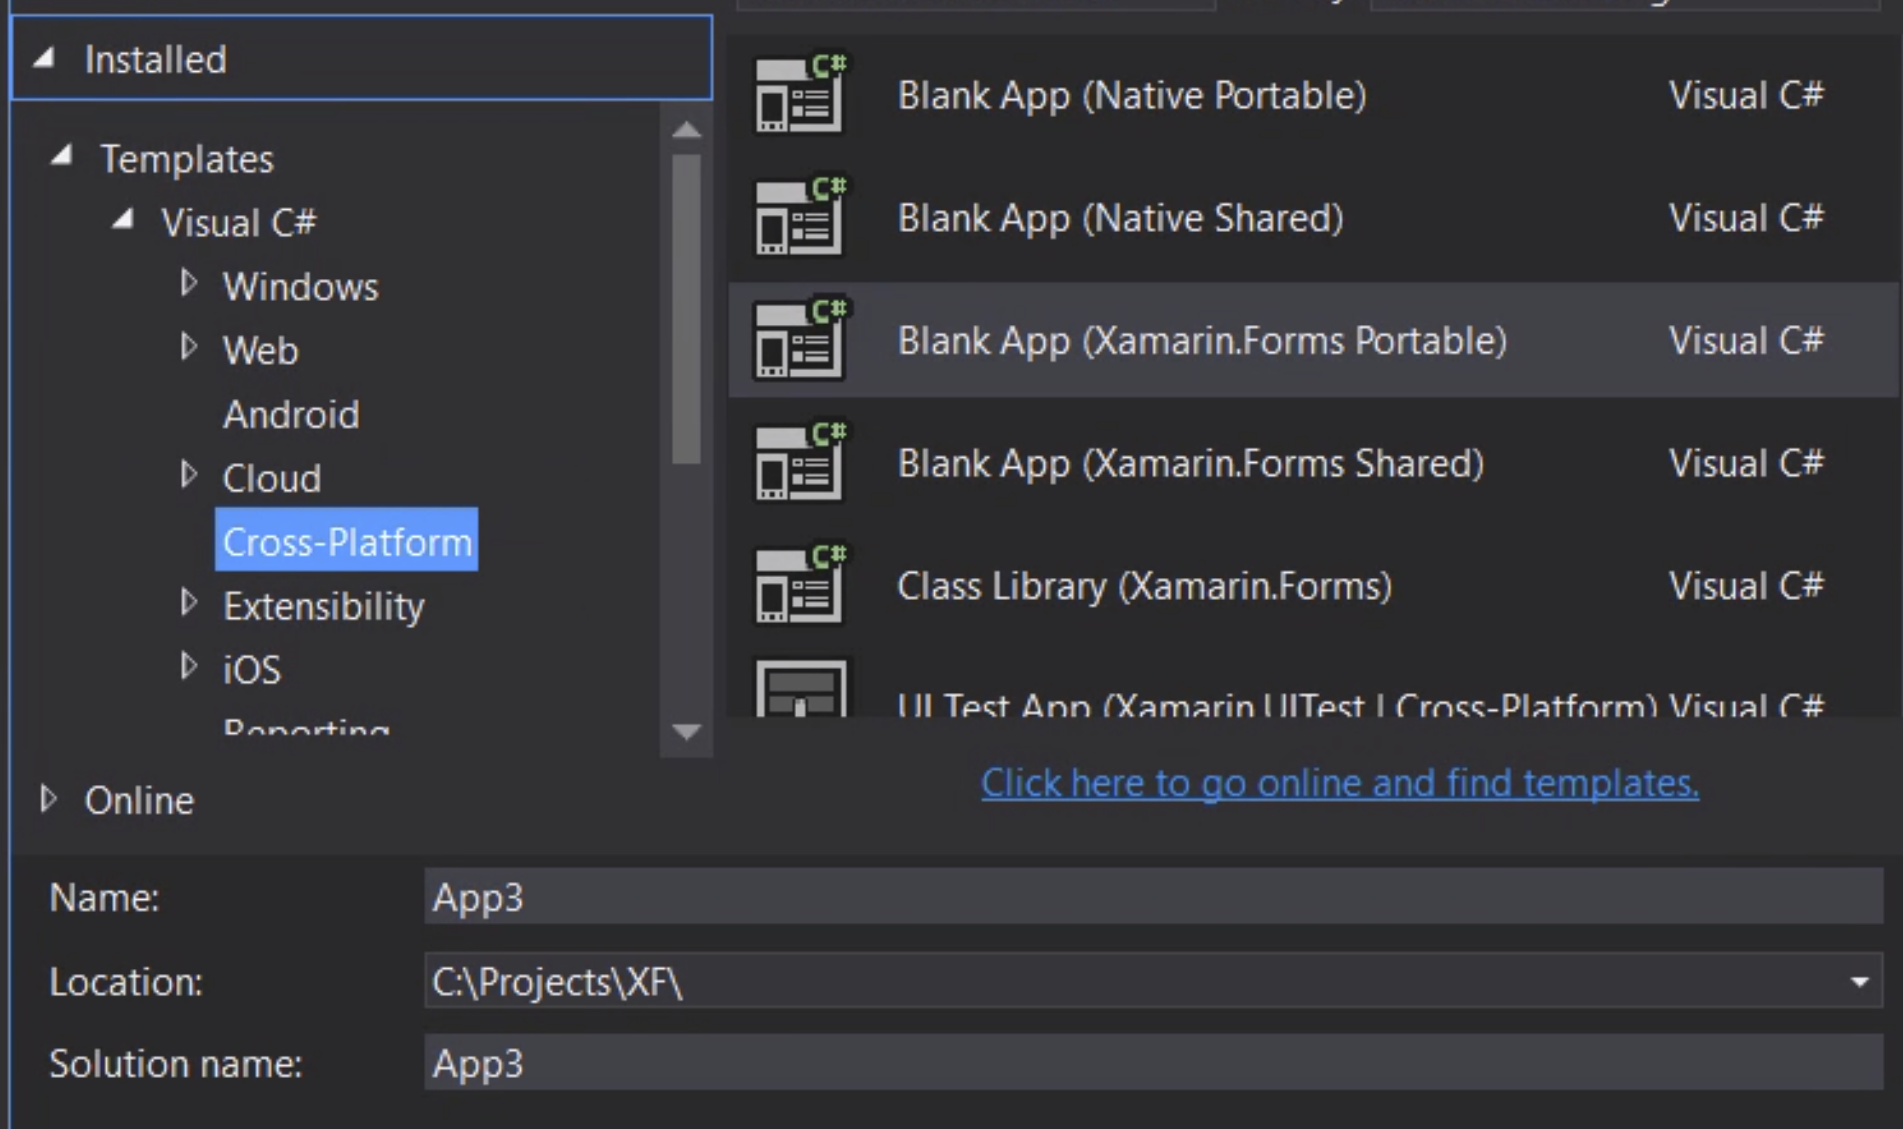 Installed
Templates
Visual C#
Windows
Web
Android
Cloud
Cross-Platform
Extensibility
iOS
Reporting
Online
C# Blank App (Native Portable) Visual C#
C# Blank App (Native Shared) Visual C#
C# Blank App (Xamarin.Forms Portable) Visual C#
C# Blank App (Xamarin.Forms Shared) Visual C#
C# Class Library (Xamarin.Forms) Visual C#
UI Test App (Xamarin.UITest | Cross-Platform) Visual C#
Click here to go online and find templates.
Name: App3
Location: C:\Projects\XF\
Solution name: App3